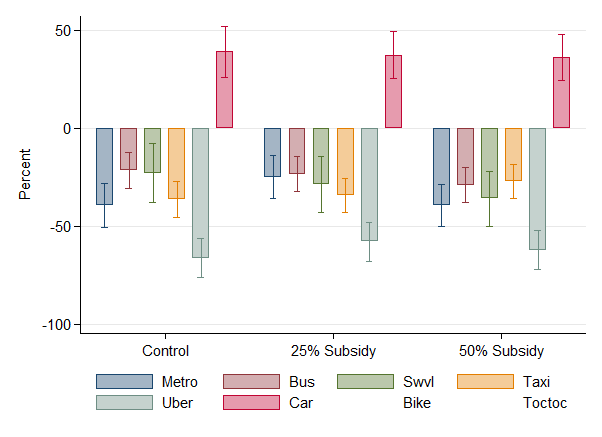 50
0
-50
-100
Percent
Control 25% Subsidy 50% Subsidy
Metro Bus Swvl Taxi
Uber Car Bike Toctoc